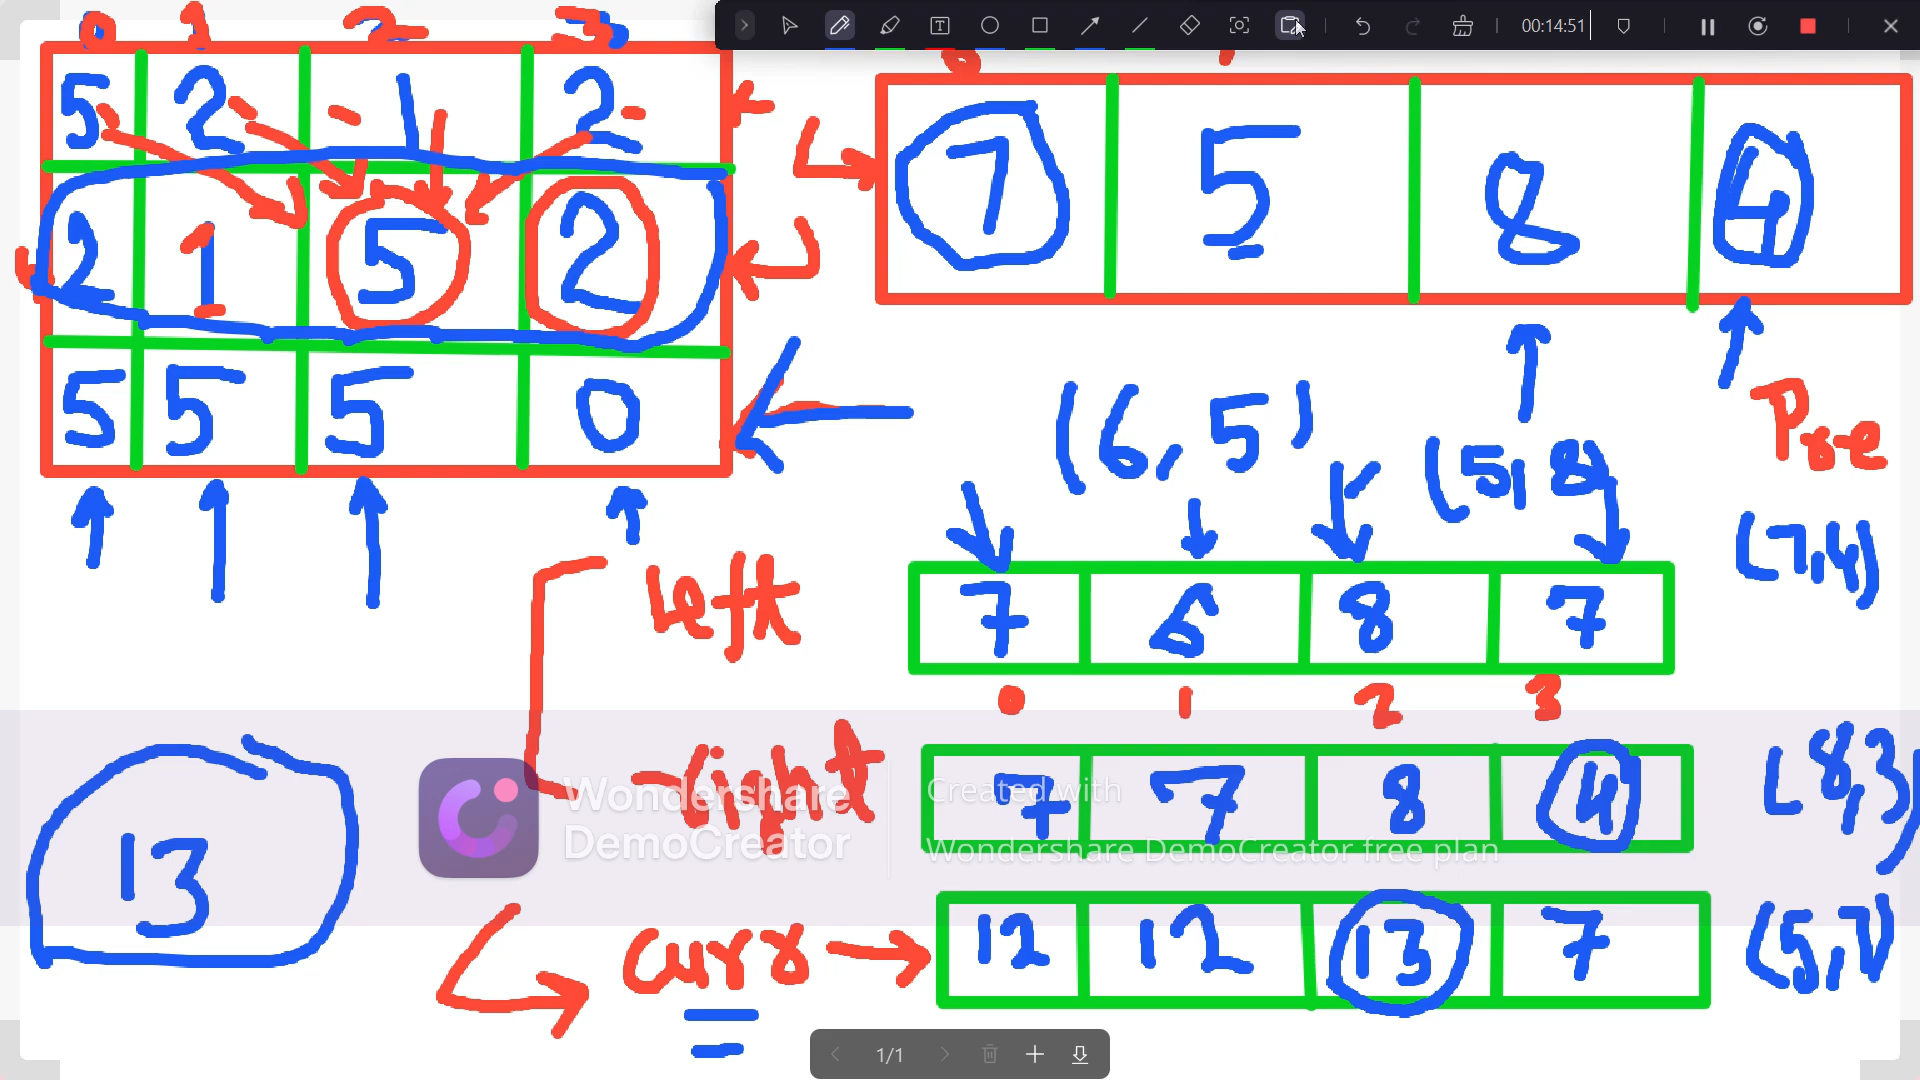 0 1 2 3
00:14:51
5 2 1 2
7 5 8 4
2 1 5 2
5 5 5 0
(6, 5)
(5, 8)
Pre
(7,4)
left
7 6 8 7
0 1 2 3
right
7 7 8 4
(8,3)
Wondershare DemoCreator
Created with
Wondershare DemoCreator free plan
13
curr
12 12 13 7
(5,7)
1/1